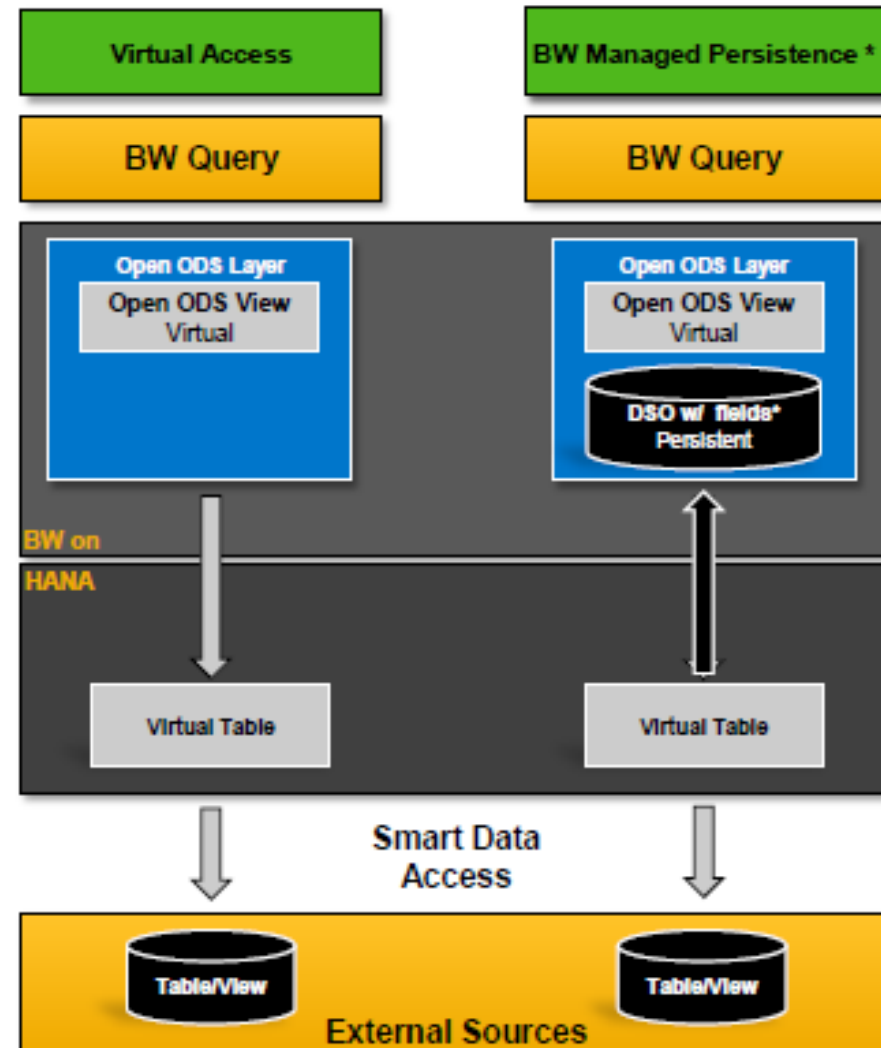 Virtual Access
BW Managed Persistence *
BW Query
BW Query
Open ODS Layer
Open ODS View
Virtual
Open ODS Layer
Open ODS View
Virtual
DSO w/ fields*
Persistent
BW on
HANA
Virtual Table
Virtual Table
Smart Data
Access
Table/View
Table/View
External Sources